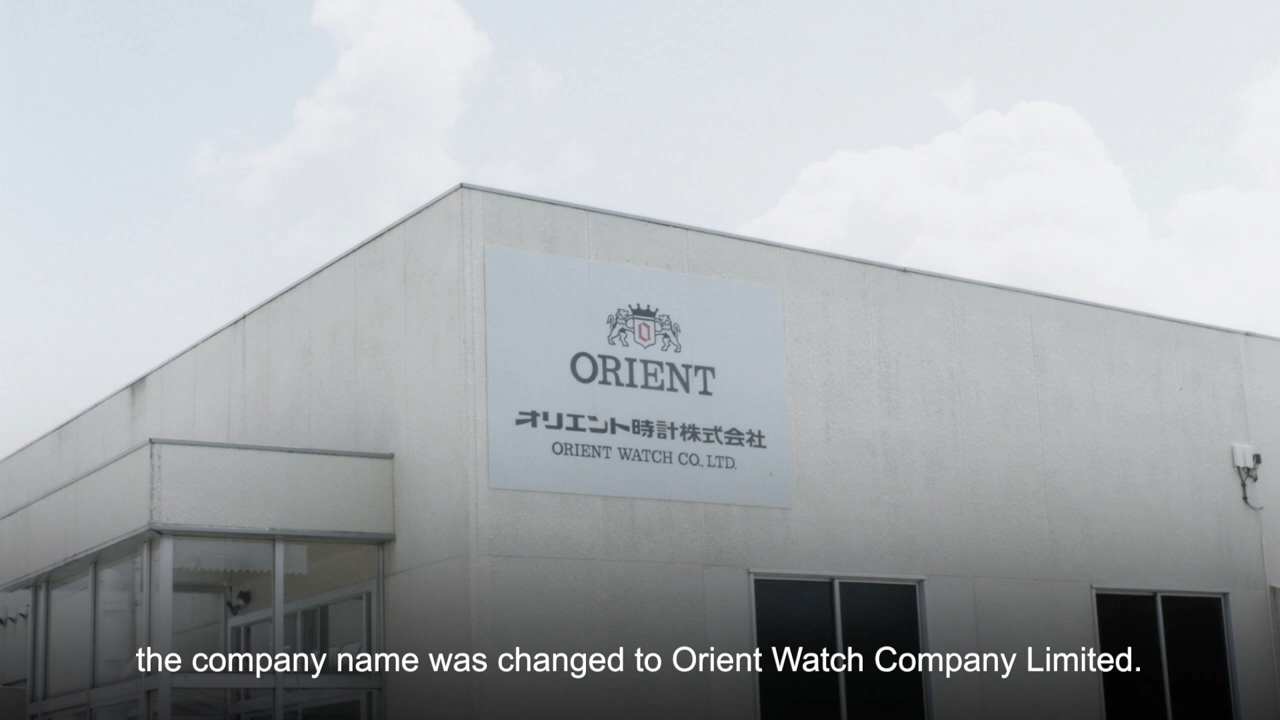 ORIENT
オリエント時計株式会社
ORIENT WATCH CO., LTD.
the company name was changed to Orient Watch Company Limited.